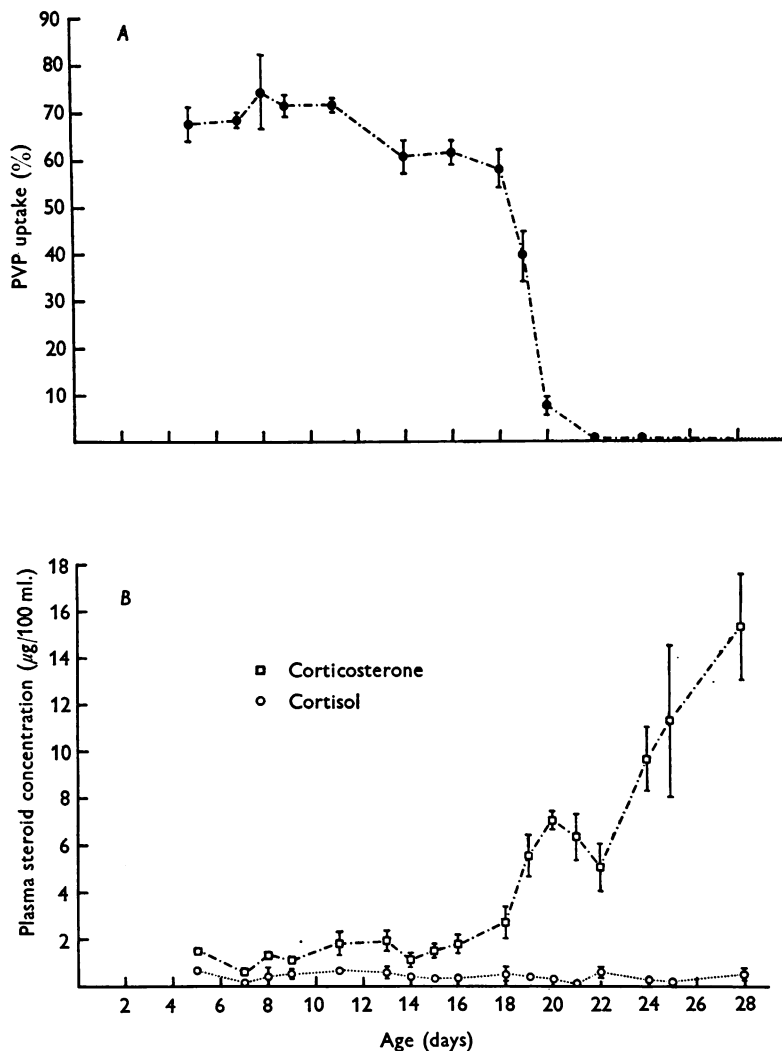 A
90
80
70
60
50
40
30
20
10
PVP uptake (%)
B
18
16
14
12
10
8
6
4
2
Plasma steroid concentration (μg/100 ml.)
Corticosterone
Cortisol
2 4 6 8 10 12 14 16 18 20 22 24 26 28
Age (days)